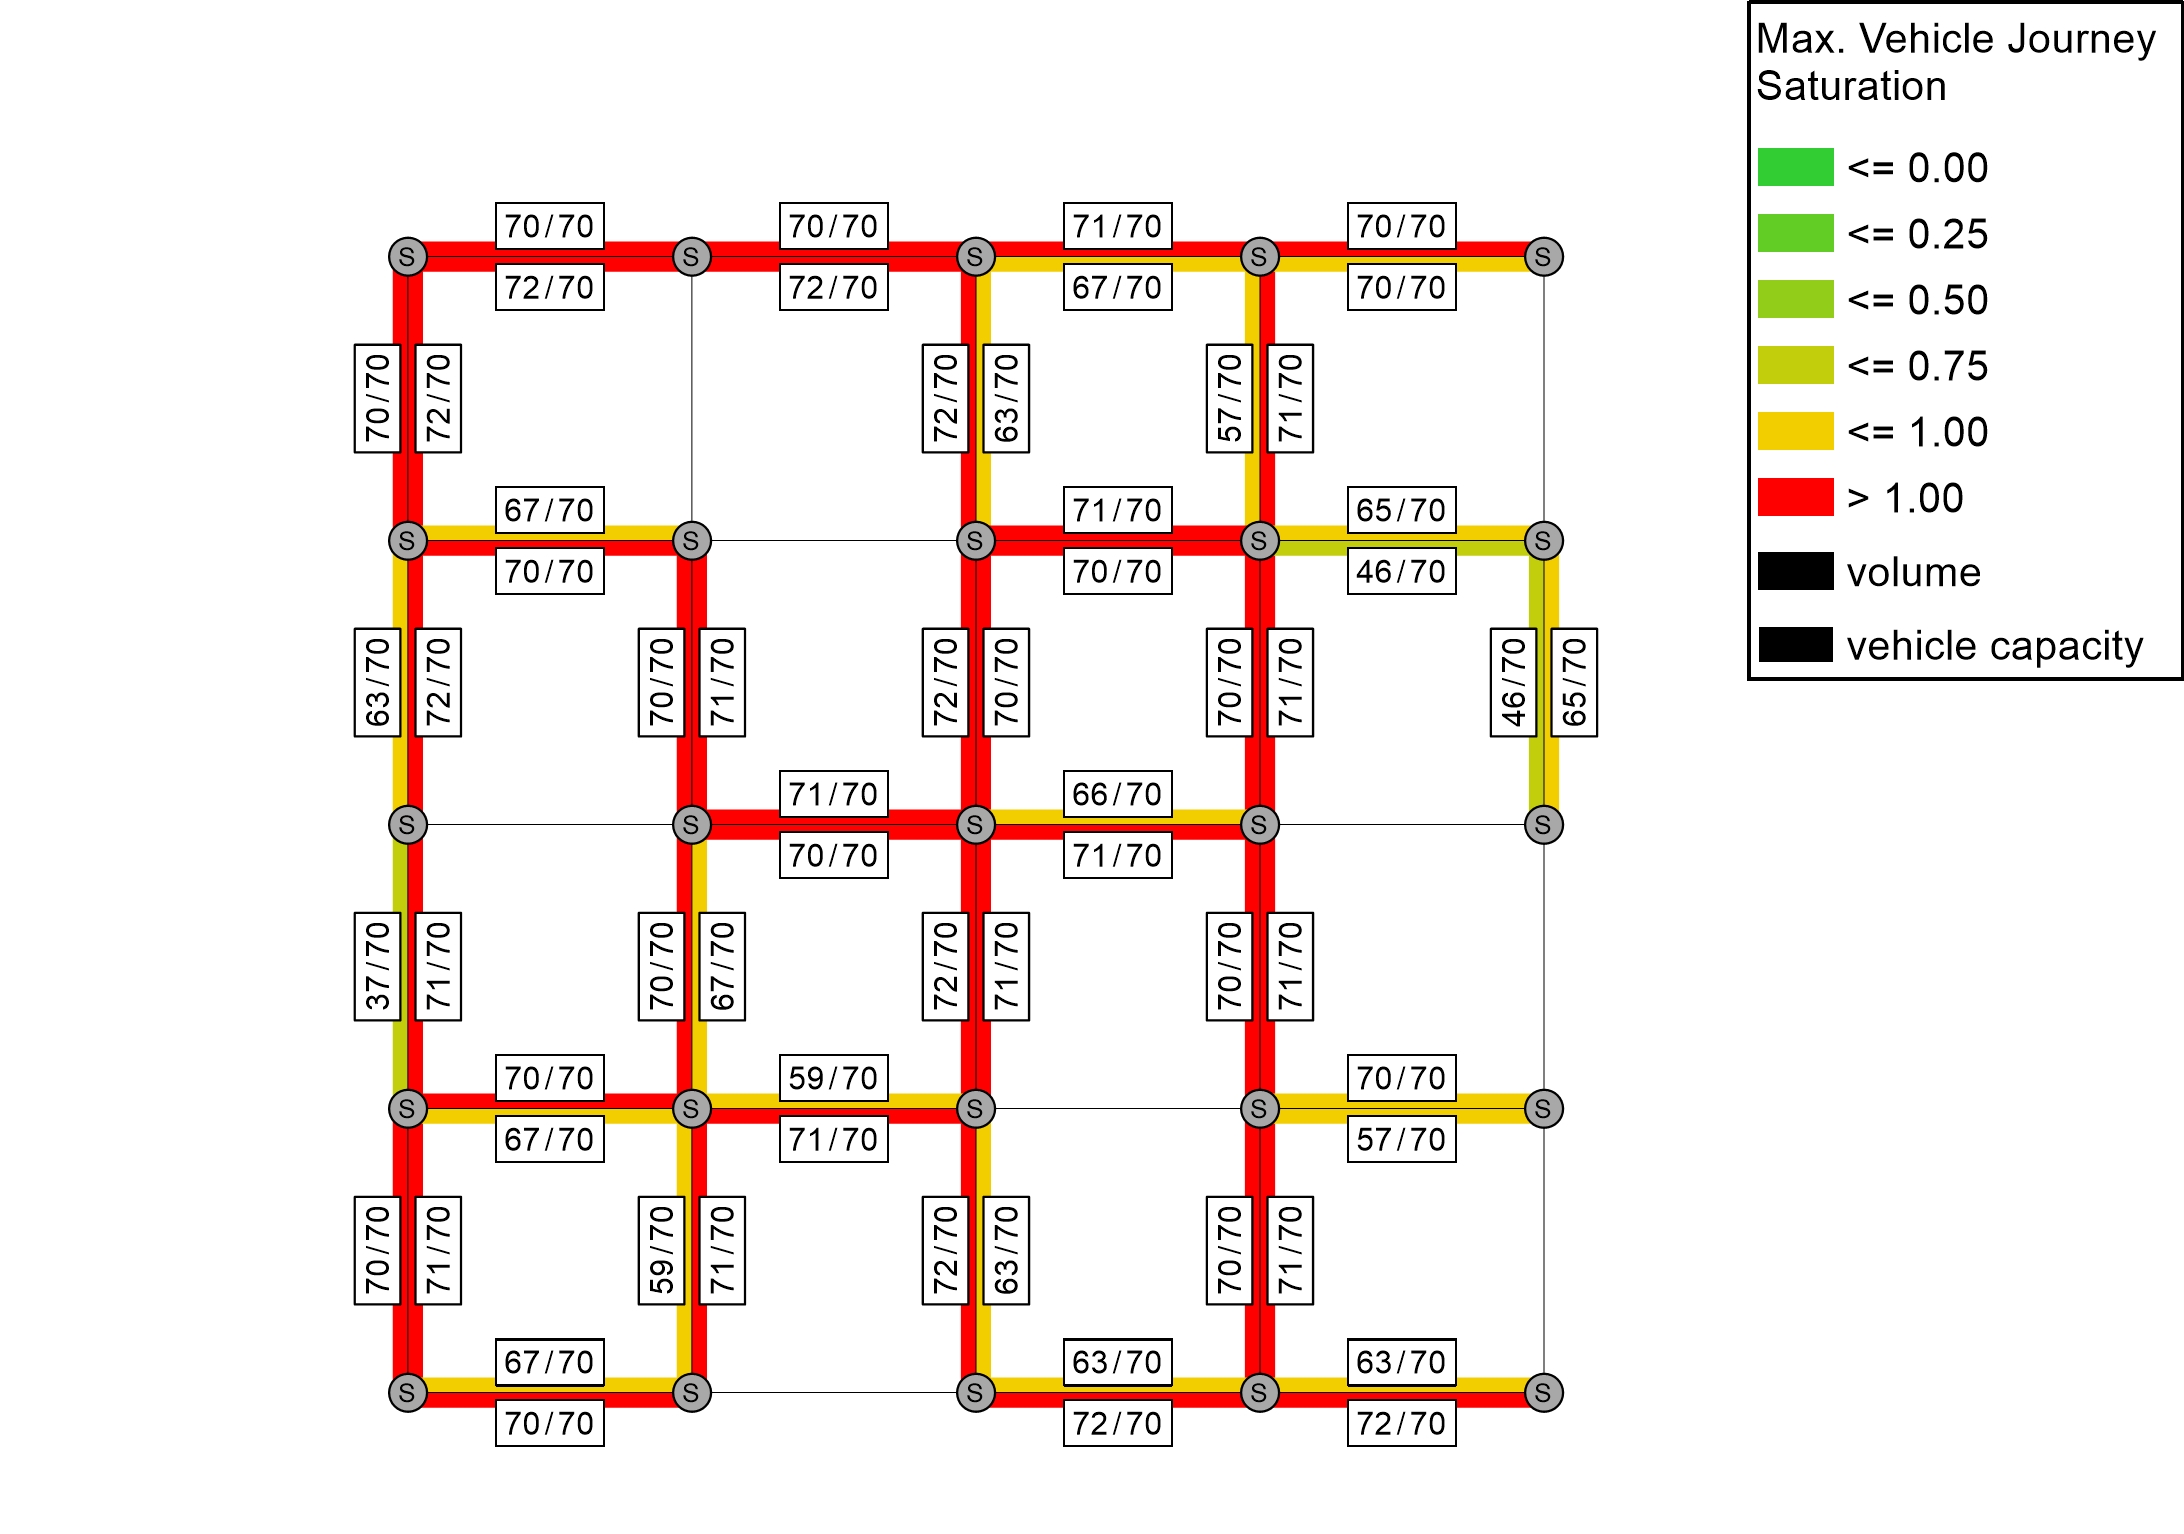 Max. Vehicle Journey
Saturation
<= 0.00
<= 0.25
<= 0.50
<= 0.75
<= 1.00
> 1.00
volume
vehicle capacity
70/70 70/70 71/70 70/70
S S S S S
72/70 72/70 67/70 70/70
70/70 72/70 72/70 63/70 57/70 71/70
67/70 71/70 65/70
S S S S S
70/70 70/70 46/70
63/70 72/70 70/70 71/70 72/70 70/70 70/70 71/70 46/70 65/70
71/70 66/70
S S S S S
70/70 71/70
37/70 71/70 70/70 67/70 72/70 71/70 70/70 71/70
70/70 59/70 70/70
S S S S S
67/70 71/70 57/70
70/70 71/70 59/70 71/70 72/70 63/70 70/70 71/70
67/70 63/70 63/70
S S S S S
70/70 72/70 72/70